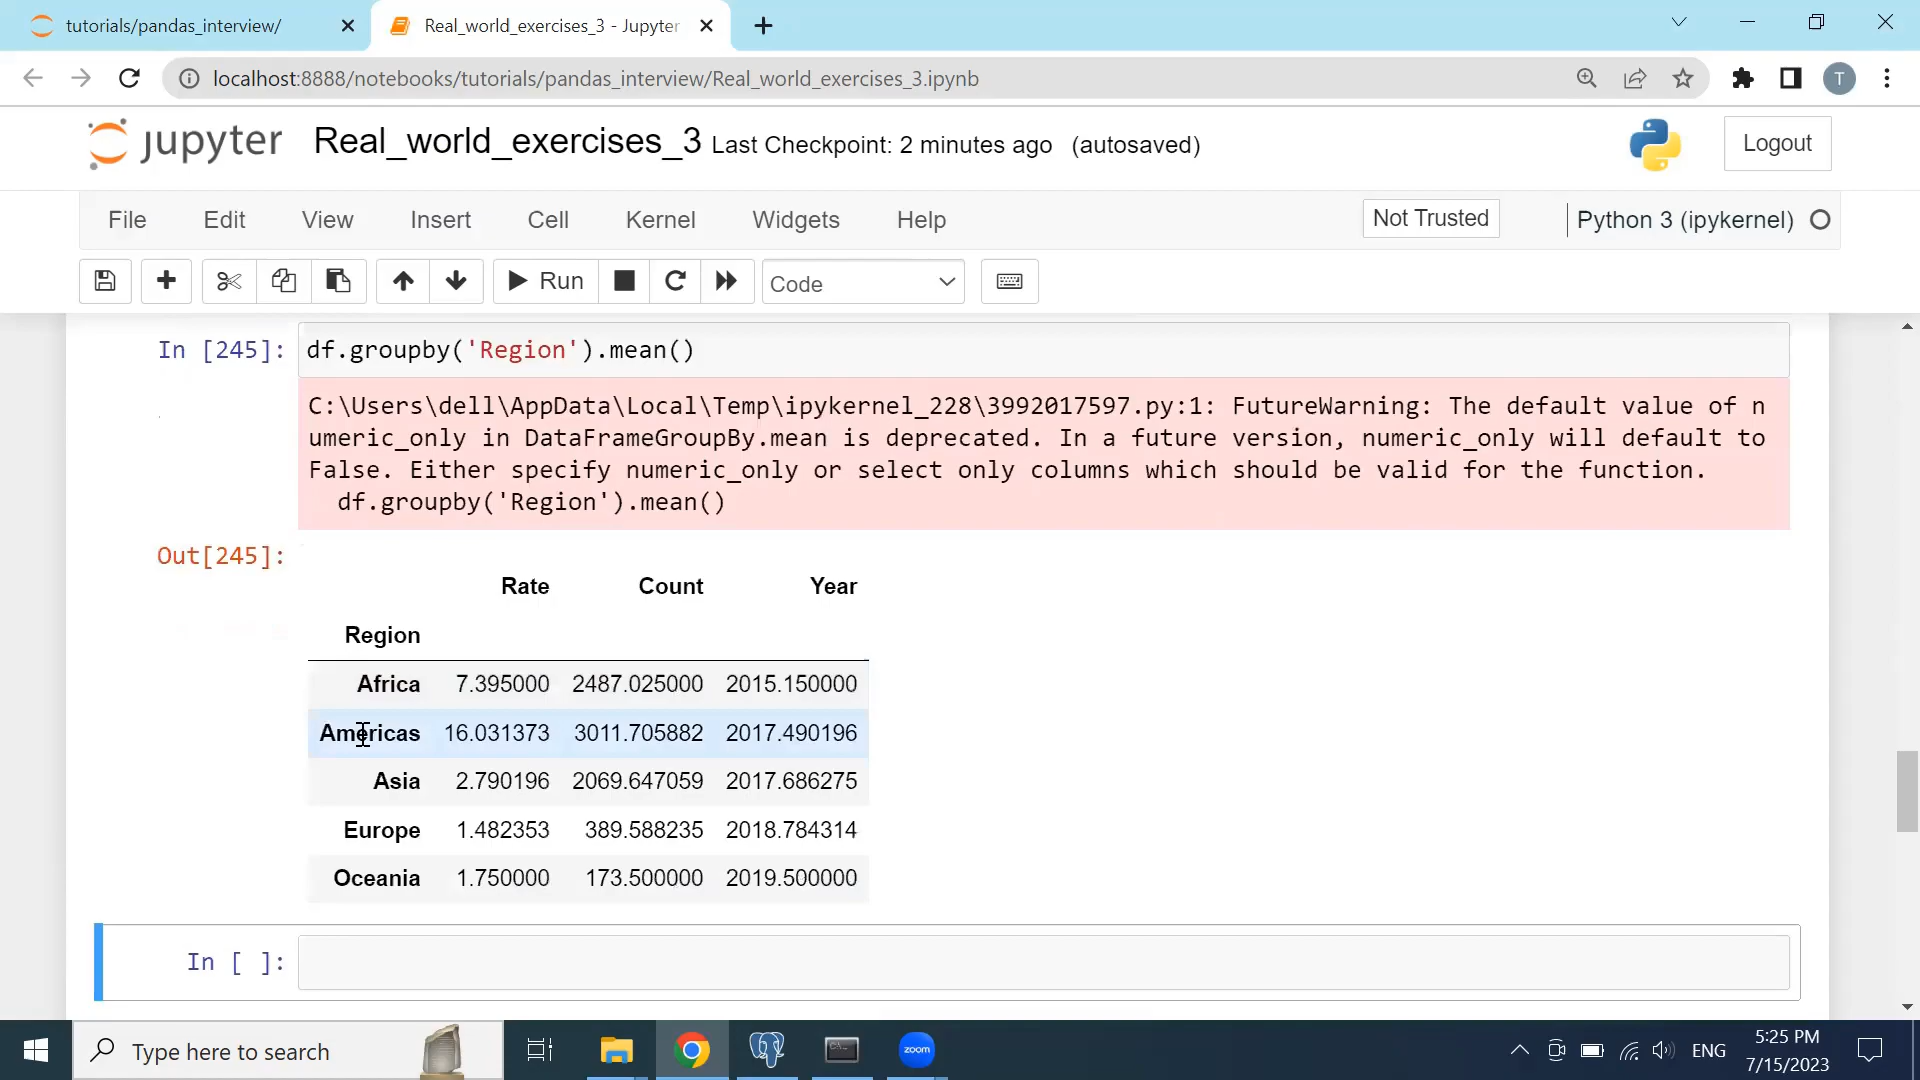 tutorials/pandas_interview/
Real_world_exercises_3 - Jupyter
localhost:8888/notebooks/tutorials/pandas_interview/Real_world_exercises_3.ipynb
T
jupyter Real_world_exercises_3 Last Checkpoint: 2 minutes ago (autosaved)
Logout
File Edit View Insert Cell Kernel Widgets Help
Not Trusted
Python 3 (ipykernel)
Run
Code
In [245]: df.groupby('Region').mean()
C:\Users\dell\AppData\Local\Temp\ipykernel_228\3992017597.py:1: FutureWarning: The default value of n
umeric_only in DataFrameGroupBy.mean is deprecated. In a future version, numeric_only will default to
False. Either specify numeric_only or select only columns which should be valid for the function.
df.groupby('Region').mean()
Out[245]:
Rate Count Year
Region
Africa 7.395000 2487.025000 2015.150000
Americas 16.031373 3011.705882 2017.490196
Asia 2.790196 2069.647059 2017.686275
Europe 1.482353 389.588235 2018.784314
Oceania 1.750000 173.500000 2019.500000
In [ ]:
Type here to search
zoom
ENG
5:25 PM
7/15/2023